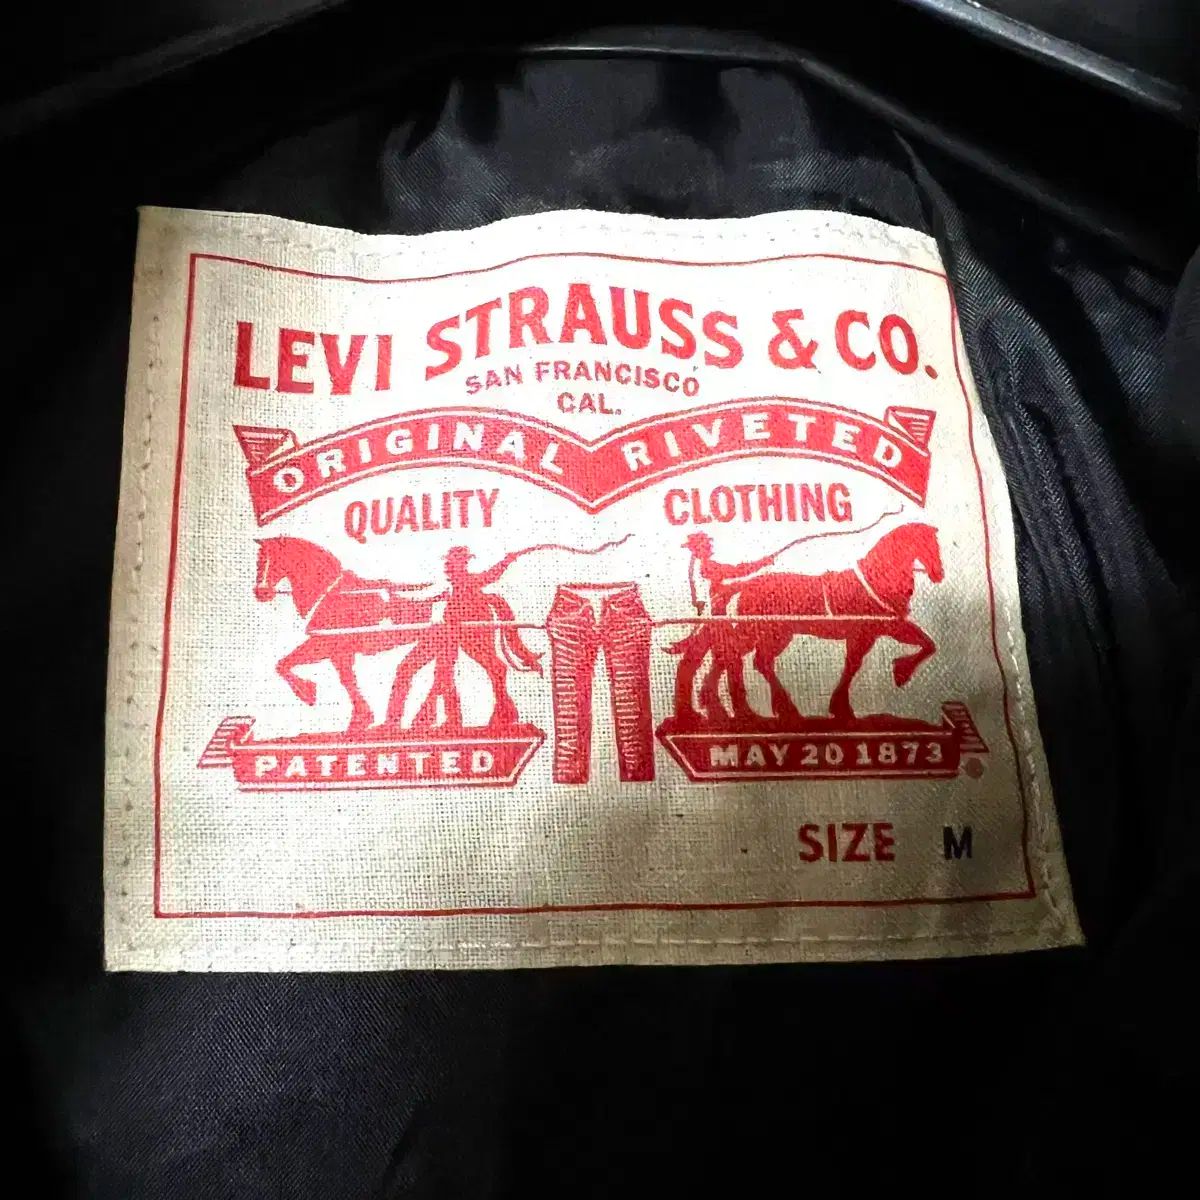 LEVI STRAUSS & CO.
SAN FRANCISCO
CAL.
ORIGINAL RIVETED
QUALITY CLOTHING
PATENTED MAY 20 1873
SIZE M